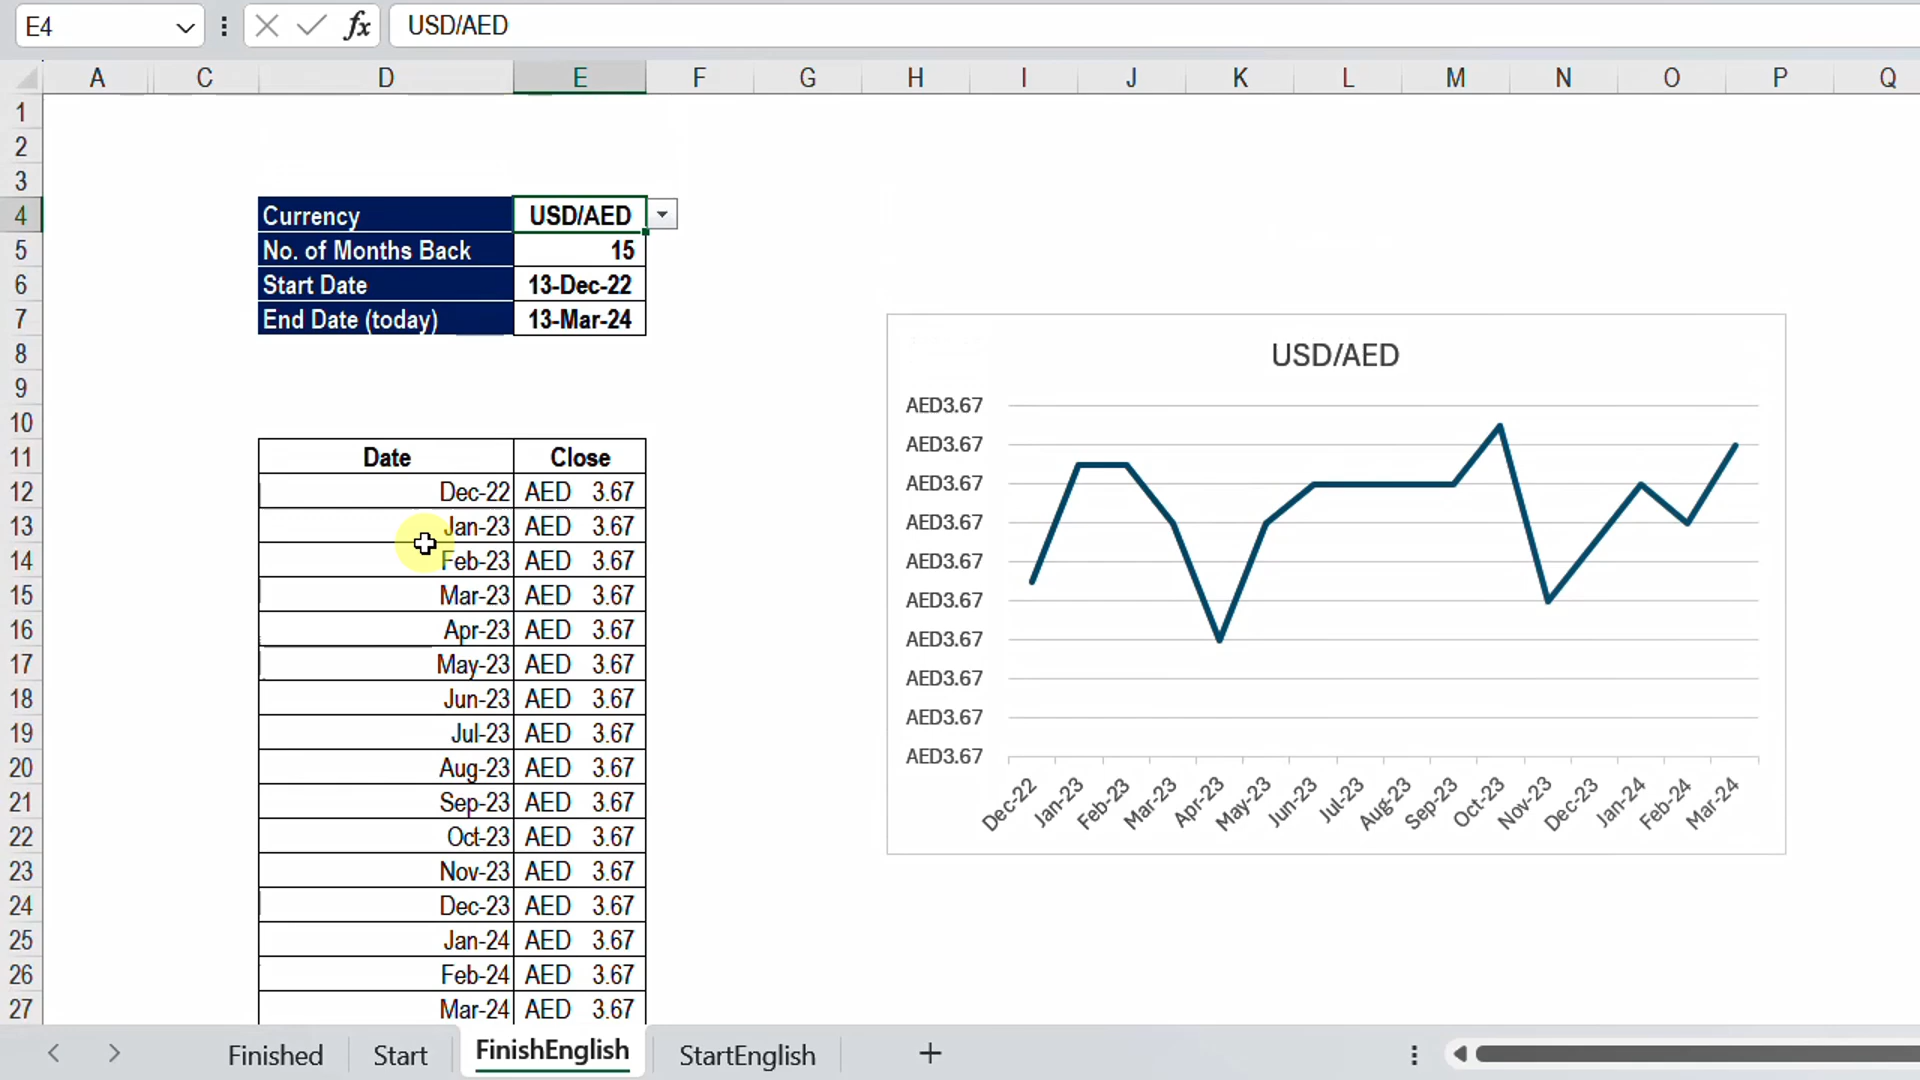 E4
fx
USD/AED
A C D E F G H I J K L M N O P Q
1
2
3
4 Currency USD/AED
5 No. of Months Back 15
6 Start Date 13-Dec-22
7 End Date (today) 13-Mar-24
8
9
10
11 Date Close
12 Dec-22 AED 3.67
13 Jan-23 AED 3.67
14 Feb-23 AED 3.67
15 Mar-23 AED 3.67
16 Apr-23 AED 3.67
17 May-23 AED 3.67
18 Jun-23 AED 3.67
19 Jul-23 AED 3.67
20 Aug-23 AED 3.67
21 Sep-23 AED 3.67
22 Oct-23 AED 3.67
23 Nov-23 AED 3.67
24 Dec-23 AED 3.67
25 Jan-24 AED 3.67
26 Feb-24 AED 3.67
27 Mar-24 AED 3.67
USD/AED
AED3.67
AED3.67
AED3.67
AED3.67
AED3.67
AED3.67
AED3.67
AED3.67
AED3.67
AED3.67
Dec-22 Jan-23 Feb-23 Mar-23 Apr-23 May-23 Jun-23 Jul-23 Aug-23 Sep-23 Oct-23 Nov-23 Dec-23 Jan-24 Feb-24 Mar-24
Finished Start FinishEnglish StartEnglish